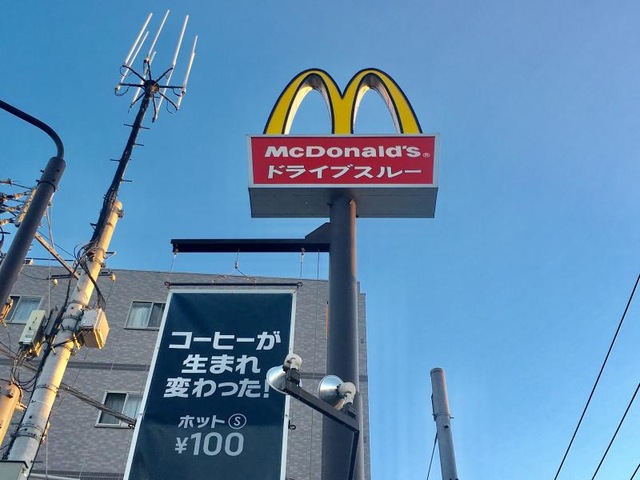 McDonald's®
ドライブスルー
コーヒーが
生まれ
変わった!
ホット Ⓢ
¥100